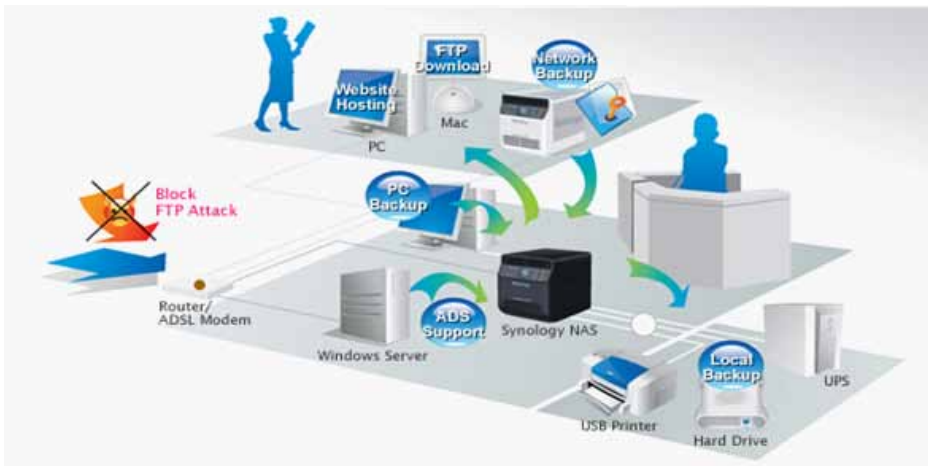 FTP
Download
Network
Backup
Website
Hosting
Mac
PC
Block
FTP Attack
PC
Backup
Router/
ADSL Modem
ADS
Support
Synology NAS
Windows Server
Local
Backup
UPS
USB Printer
Hard Drive